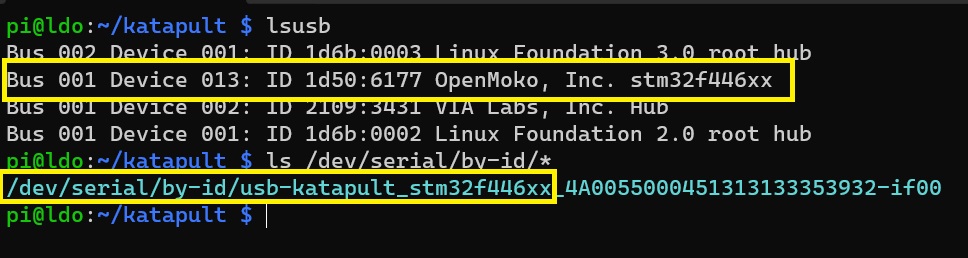 pi@ldo:~/katapult $ lsusb
Bus 002 Device 001: ID 1d6b:0003 Linux Foundation 3.0 root hub
Bus 001 Device 013: ID 1d50:6177 OpenMoko, Inc. stm32f446xx
Bus 001 Device 002: ID 2109:3431 VIA Labs, Inc. Hub
Bus 001 Device 001: ID 1d6b:0002 Linux Foundation 2.0 root hub
pi@ldo:~/katapult $ ls /dev/serial/by-id/*
/dev/serial/by-id/usb-katapult_stm32f446xx_4A0055000451313133353932-if00
pi@ldo:~/katapult $